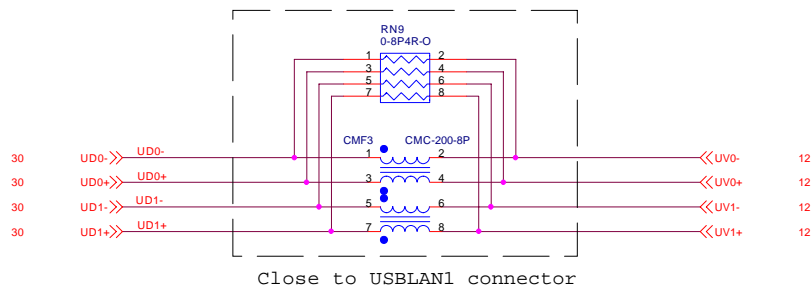 RN9
0-8P4R-O
1 2
3 4
5 6
7 8
CMF3 CMC-200-8P
30 UD0- UD0- 1 2 UV0- 12
30 UD0+ UD0+ 3 4 UV0+ 12
30 UD1- UD1- 5 6 UV1- 12
30 UD1+ UD1+ 7 8 UV1+ 12
Close to USBLAN1 connector